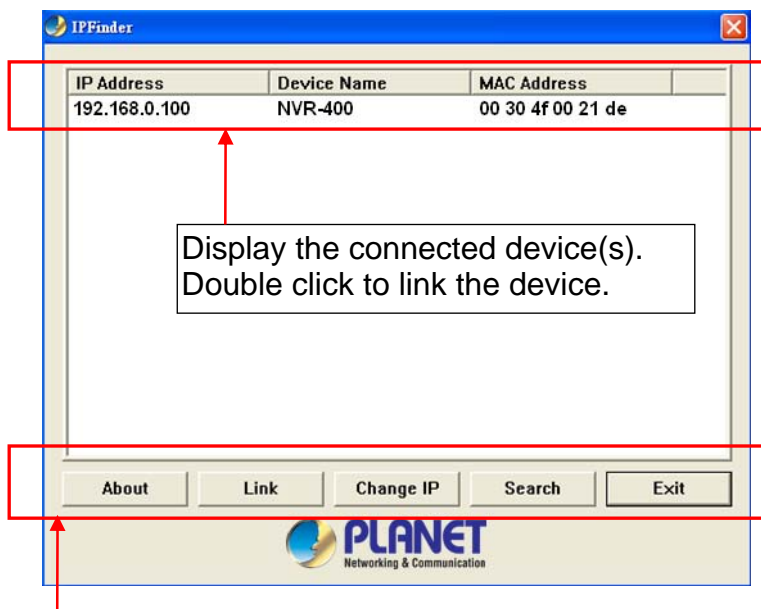 IPFinder
IP Address Device Name MAC Address
192.168.0.100 NVR-400 00 30 4f 00 21 de
Display the connected device(s).
Double click to link the device.
About Link Change IP Search Exit
PLANET
Networking & Communication